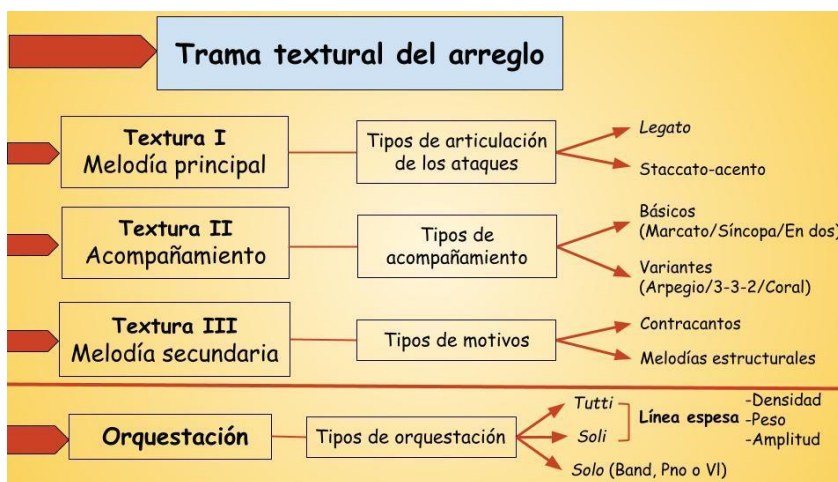 Trama textural del arreglo
Textura I
Melodía principal
Tipos de articulación
de los ataques
Legato
Staccato-acento
Textura II
Acompañamiento
Tipos de
acompañamiento
Básicos
(Marcato/Síncopa/En dos)
Variantes
(Arpegio/3-3-2/Coral)
Textura III
Melodía secundaria
Tipos de motivos
Contracantos
Melodías estructurales
Orquestación
Tipos de orquestación
Tutti
Soli
Línea espesa
-Densidad
-Peso
-Amplitud
Solo (Band, Pno o Vl)